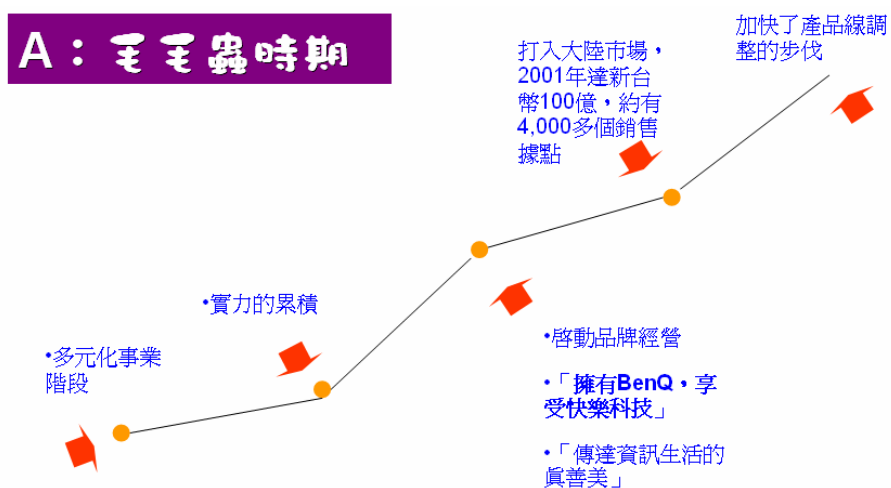 A：毛毛蟲時期
•多元化事業
階段
•實力的累積
•啓動品牌經營
•「擁有BenQ，享
受快樂科技」
•「傳達資訊生活的
眞善美」
打入大陸市場，
2001年達新台
幣100億，約有
4,000多個銷售
據點
加快了產品線調
整的步伐